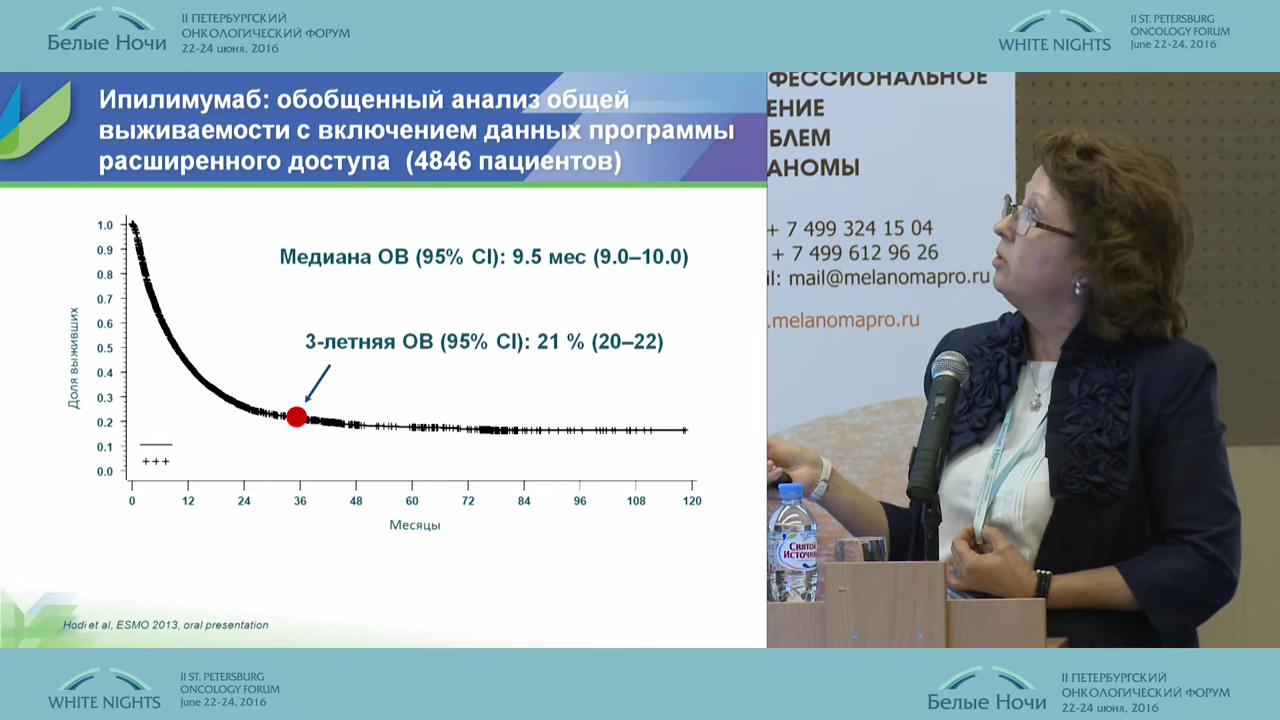 Белые Ночи
II ПЕТЕРБУРГСКИЙ
ОНКОЛОГИЧЕСКИЙ ФОРУМ
22-24 июня, 2016
WHITE NIGHTS
II ST. PETERSBURG
ONCOLOGY FORUM
June 22-24, 2016
Ипилимумаб: обобщенный анализ общей
выживаемости с включением данных программы
расширенного доступа (4846 пациентов)
Медиана ОВ (95% CI): 9.5 мес (9.0–10.0)
3-летняя ОВ (95% CI): 21 % (20–22)
Доля выживших
1.0
0.9
0.8
0.7
0.6
0.5
0.4
0.3
0.2
0.1
0.0
0 12 24 36 48 60 72 84 96 108 120
Месяцы
Hodi et al, ESMO 2013, oral presentation
ФЕССИОНАЛЬНОЕ
ЕНИЕ
БЛЕМ
АНОМЫ
+ 7 499 324 15 04
+ 7 499 612 96 26
il: mail@melanomapro.ru
.melanomapro.ru
Святой
Источник
WHITE NIGHTS
II ST. PETERSBURG
ONCOLOGY FORUM
June 22-24, 2016
Белые Ночи
II ПЕТЕРБУРГСКИЙ
ОНКОЛОГИЧЕСКИЙ ФОРУМ
22-24 июня, 2016